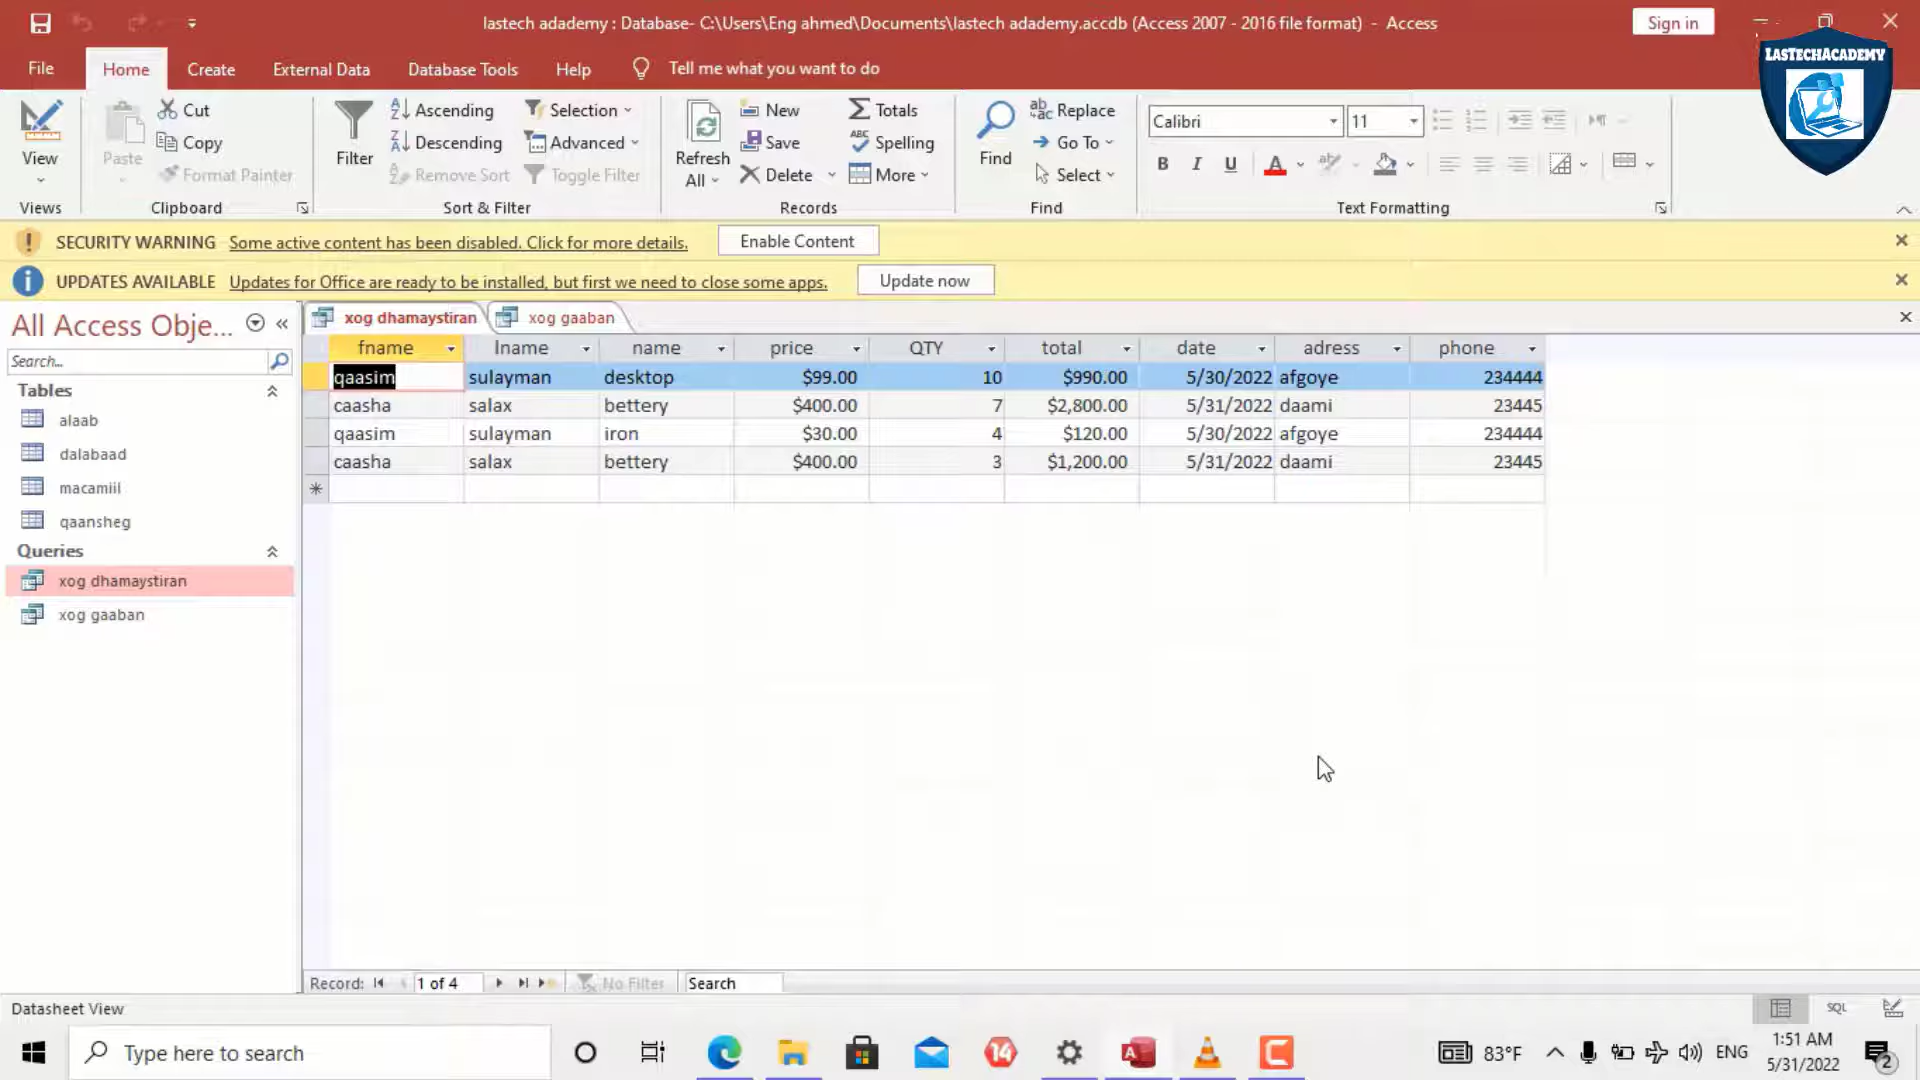 lastech adademy : Database- C:\Users\Eng ahmed\Documents\lastech adademy.accdb (Access 2007 - 2016 file format) - Access
Sign in
LASTECHACADEMY
File Home Create External Data Database Tools Help Tell me what you want to do
View
Views
Paste
Cut
Copy
Format Painter
Clipboard
Filter
Ascending
Descending
Remove Sort
Selection
Advanced
Toggle Filter
Sort & Filter
Refresh
All
New
Save
Delete
Totals
Spelling
More
Records
Find
Replace
Go To
Select
Find
Calibri 11
B I U A
Text Formatting
SECURITY WARNING Some active content has been disabled. Click for more details. Enable Content
UPDATES AVAILABLE Updates for Office are ready to be installed, but first we need to close some apps. Update now
All Access Obje...
Search...
Tables
alaab
dalabaad
macamiil
qaansheg
Queries
xog dhamaystiran
xog gaaban
xog dhamaystiran xog gaaban
fname lname name price QTY total date adress phone
qaasim sulayman desktop $99.00 10 $990.00 5/30/2022 afgoye 234444
caasha salax bettery $400.00 7 $2,800.00 5/31/2022 daami 23445
qaasim sulayman iron $30.00 4 $120.00 5/30/2022 afgoye 234444
caasha salax bettery $400.00 3 $1,200.00 5/31/2022 daami 23445
Record: 1 of 4 No Filter Search
Datasheet View
SQL
Type here to search
14
83°F
ENG
1:51 AM
5/31/2022
2